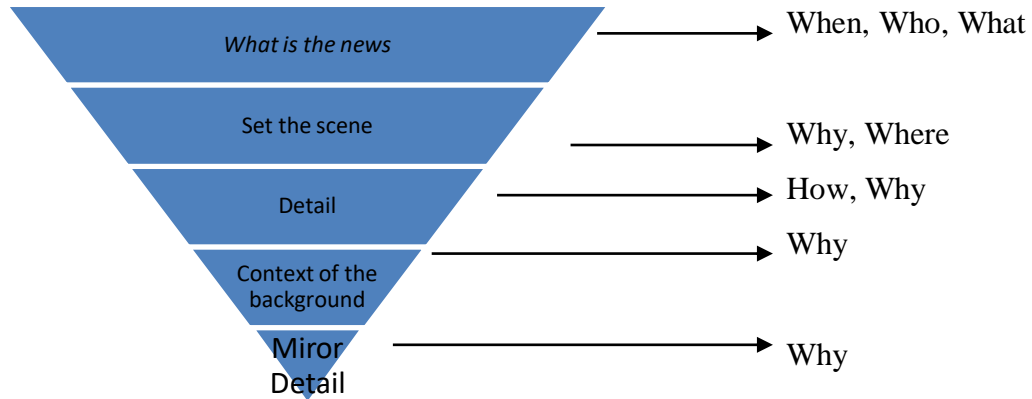 What is the news
When, Who, What
Set the scene
Why, Where
Detail
How, Why
Context of the
background
Why
Miror
Detail
Why